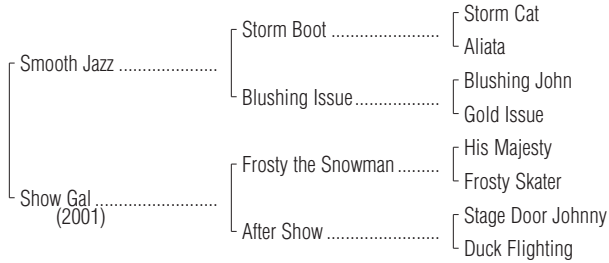 Storm Cat
Storm Boot ........................
Aliata
Smooth Jazz .....................
Blushing John
Blushing Issue ...................
Gold Issue
His Majesty
Frosty the Snowman .........
Frosty Skater
Show Gal ..........................
(2001)
Stage Door Johnny
After Show ........................
Duck Flighting